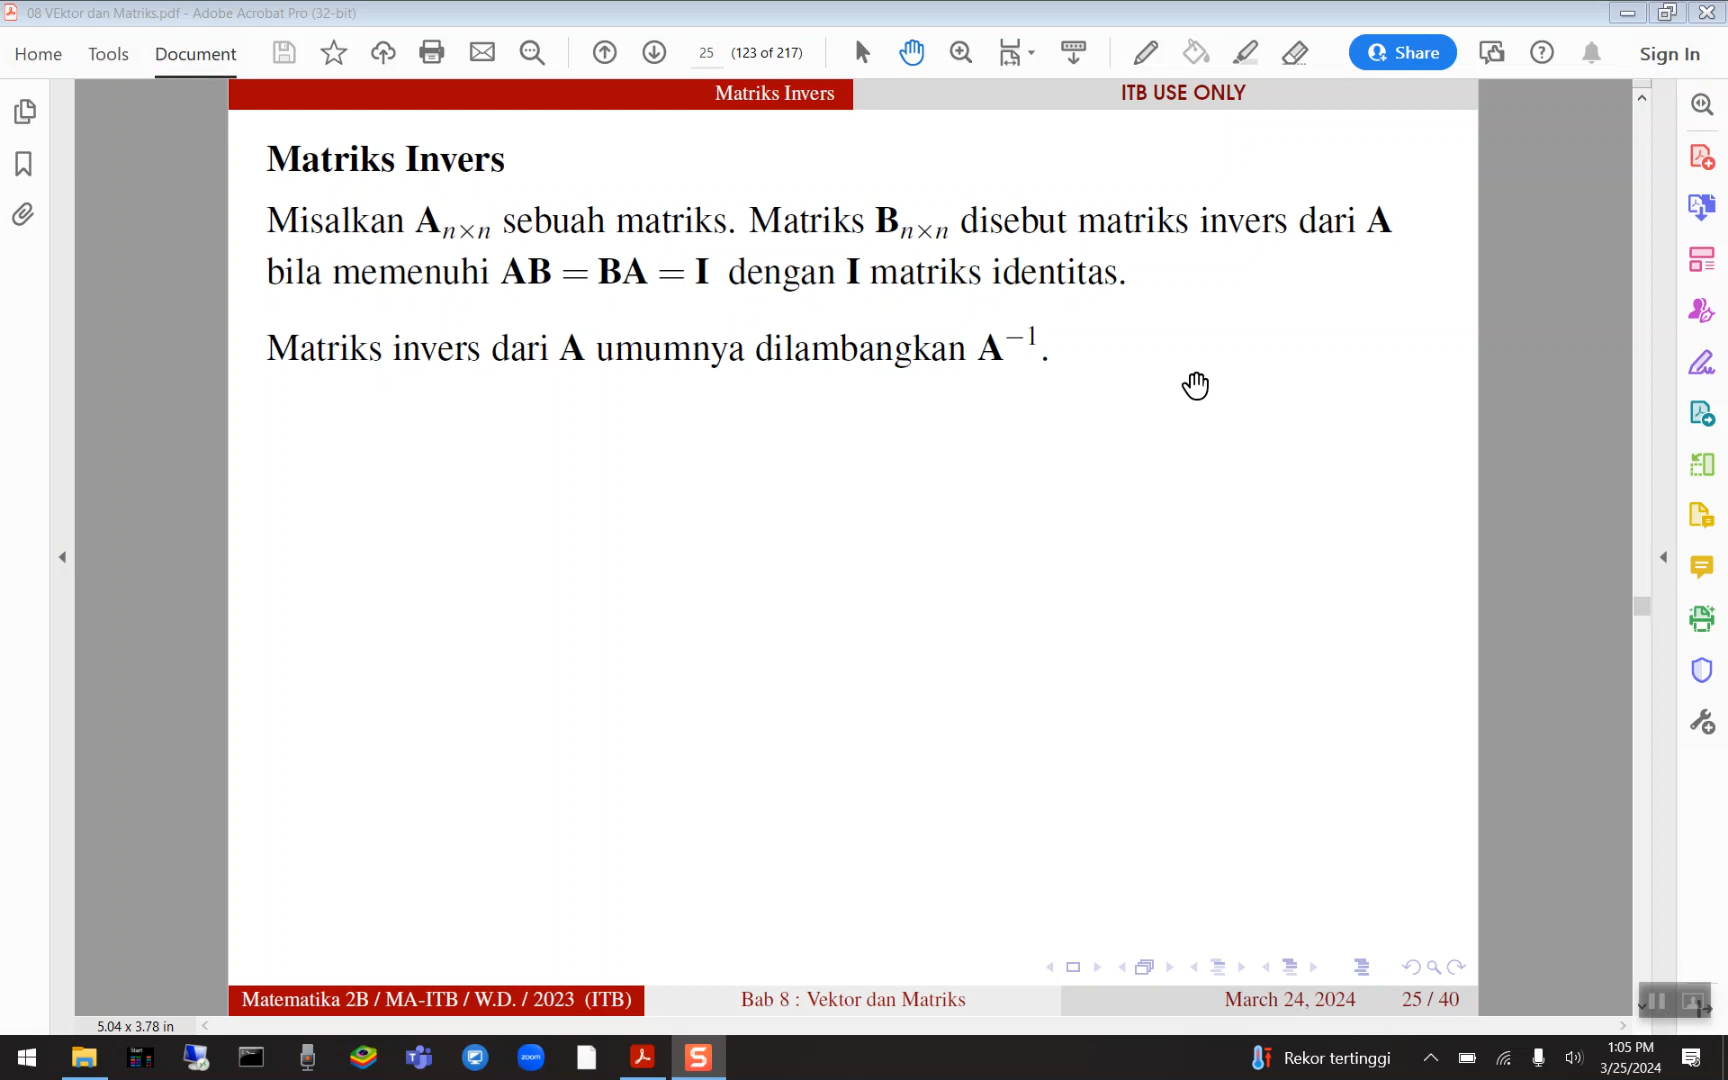 08 VEktor dan Matriks.pdf - Adobe Acrobat Pro (32-bit)
Home Tools Document 25 (123 of 217) Share Sign In
Matriks Invers ITB USE ONLY
Matriks Invers
Misalkan A_{n×n} sebuah matriks. Matriks B_{n×n} disebut matriks invers dari A
bila memenuhi AB = BA = I dengan I matriks identitas.
Matriks invers dari A umumnya dilambangkan A^{−1}.
Matematika 2B / MA-ITB / W.D. / 2023 (ITB) Bab 8 : Vektor dan Matriks March 24, 2024 25 / 40
5.04 x 3.78 in
Start
zoom
S
Rekor tertinggi
1:05 PM
3/25/2024